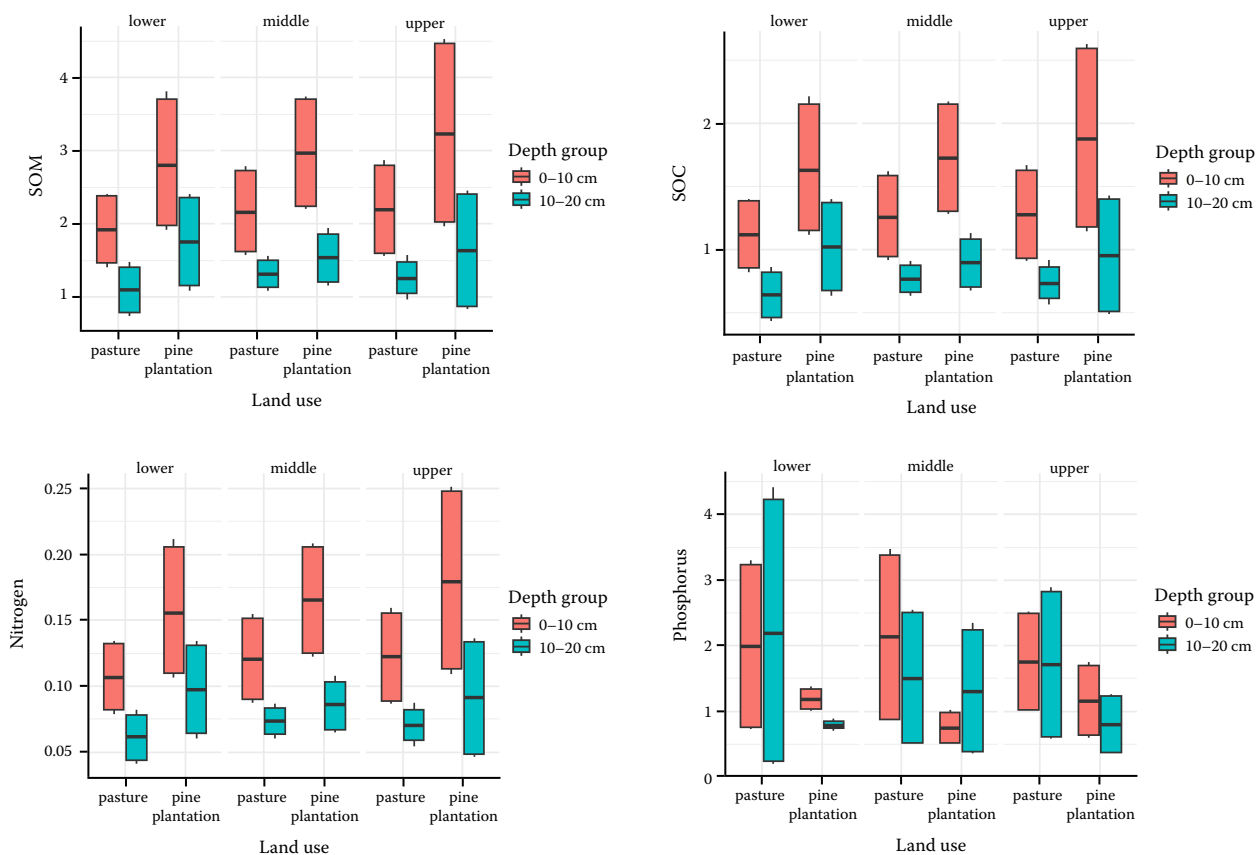 lower middle upper
SOM
4
3
2
1
pasture pine plantation pasture pine plantation pasture pine plantation
Land use
Depth group
0–10 cm
10–20 cm
lower middle upper
SOC
2
1
pasture pine plantation pasture pine plantation pasture pine plantation
Land use
Depth group
0–10 cm
10–20 cm
lower middle upper
Nitrogen
0.25
0.20
0.15
0.10
0.05
pasture pine plantation pasture pine plantation pasture pine plantation
Land use
Depth group
0–10 cm
10–20 cm
lower middle upper
Phosphorus
4
3
2
1
0
pasture pine plantation pasture pine plantation pasture pine plantation
Land use
Depth group
0–10 cm
10–20 cm